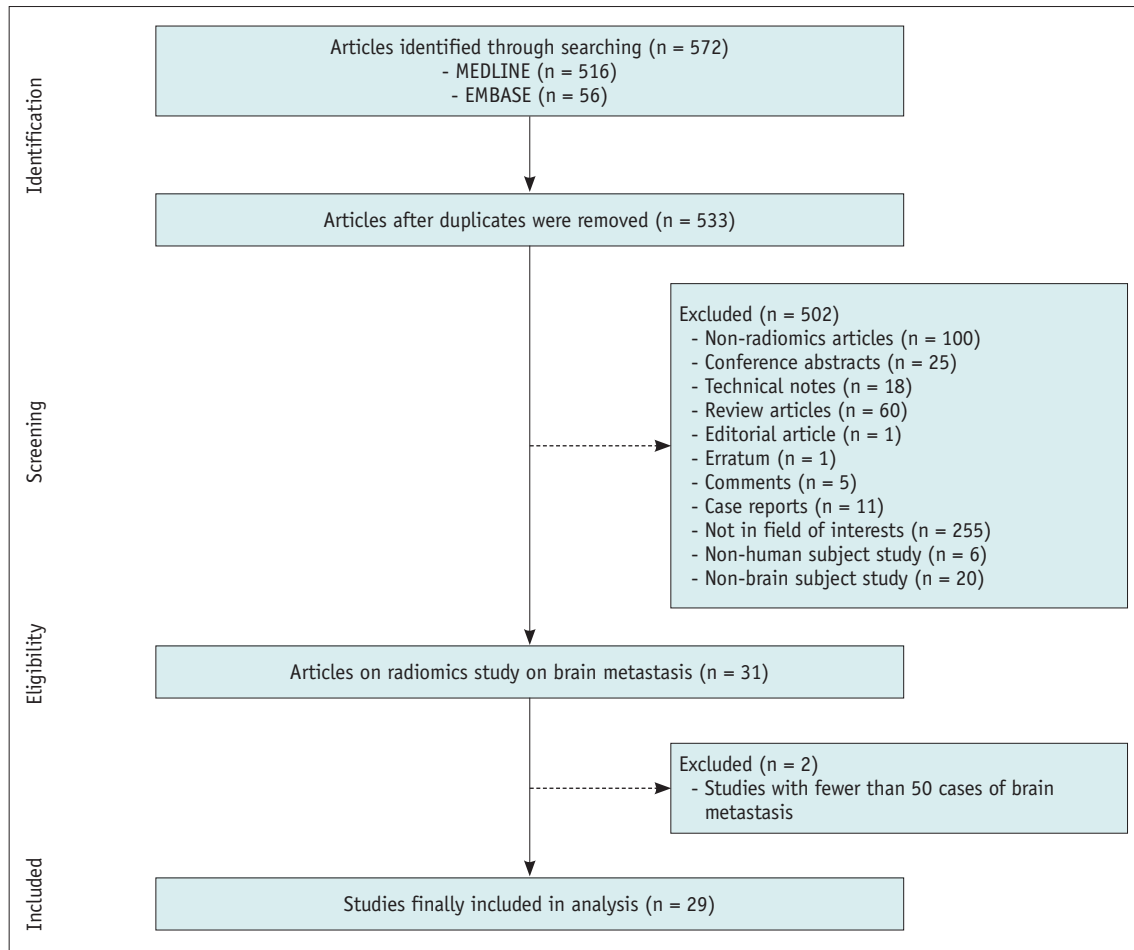 Identification
Articles identified through searching (n = 572)
- MEDLINE (n = 516)
- EMBASE (n = 56)
Articles after duplicates were removed (n = 533)
Screening
Excluded (n = 502)
- Non-radiomics articles (n = 100)
- Conference abstracts (n = 25)
- Technical notes (n = 18)
- Review articles (n = 60)
- Editorial article (n = 1)
- Erratum (n = 1)
- Comments (n = 5)
- Case reports (n = 11)
- Not in field of interests (n = 255)
- Non-human subject study (n = 6)
- Non-brain subject study (n = 20)
Eligibility
Articles on radiomics study on brain metastasis (n = 31)
Excluded (n = 2)
- Studies with fewer than 50 cases of brain
metastasis
Included
Studies finally included in analysis (n = 29)